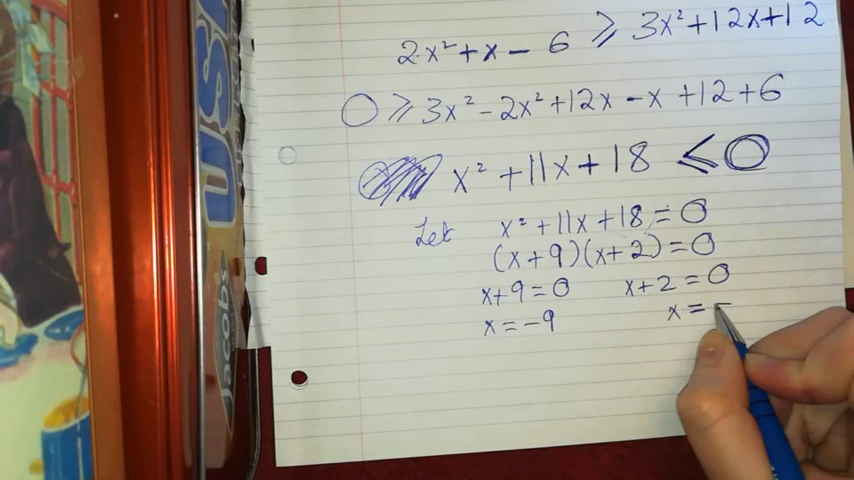 2x² + x - 6 ⩾ 3x² + 12x + 12
0 ⩾ 3x² - 2x² + 12x - x + 12 + 6
x² + 11x + 18 ⩽ 0
Let x² + 11x + 18 = 0
(x + 9)(x + 2) = 0
x + 9 = 0 x + 2 = 0
x = -9 x = -
Jacob's